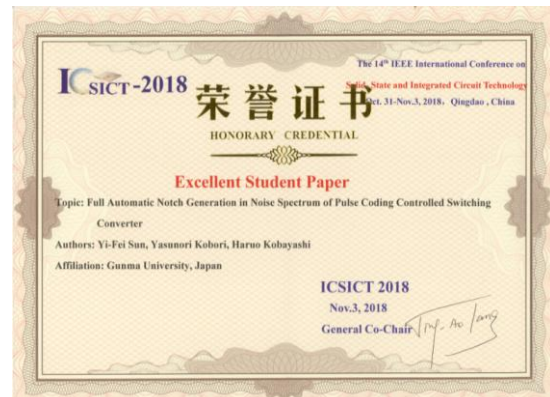 ICSICT-2018
The 14th IEEE International Conference on
Solid-State and Integrated Circuit Technology
Oct. 31-Nov.3, 2018, Qingdao , China
荣誉证书
HONORARY CREDENTIAL
Excellent Student Paper
Topic: Full Automatic Notch Generation in Noise Spectrum of Pulse Coding Controlled Switching
Converter
Authors: Yi-Fei Sun, Yasunori Kobori, Haruo Kobayashi
Affiliation: Gunma University, Japan
ICSICT 2018
Nov.3, 2018
General Co-Chair